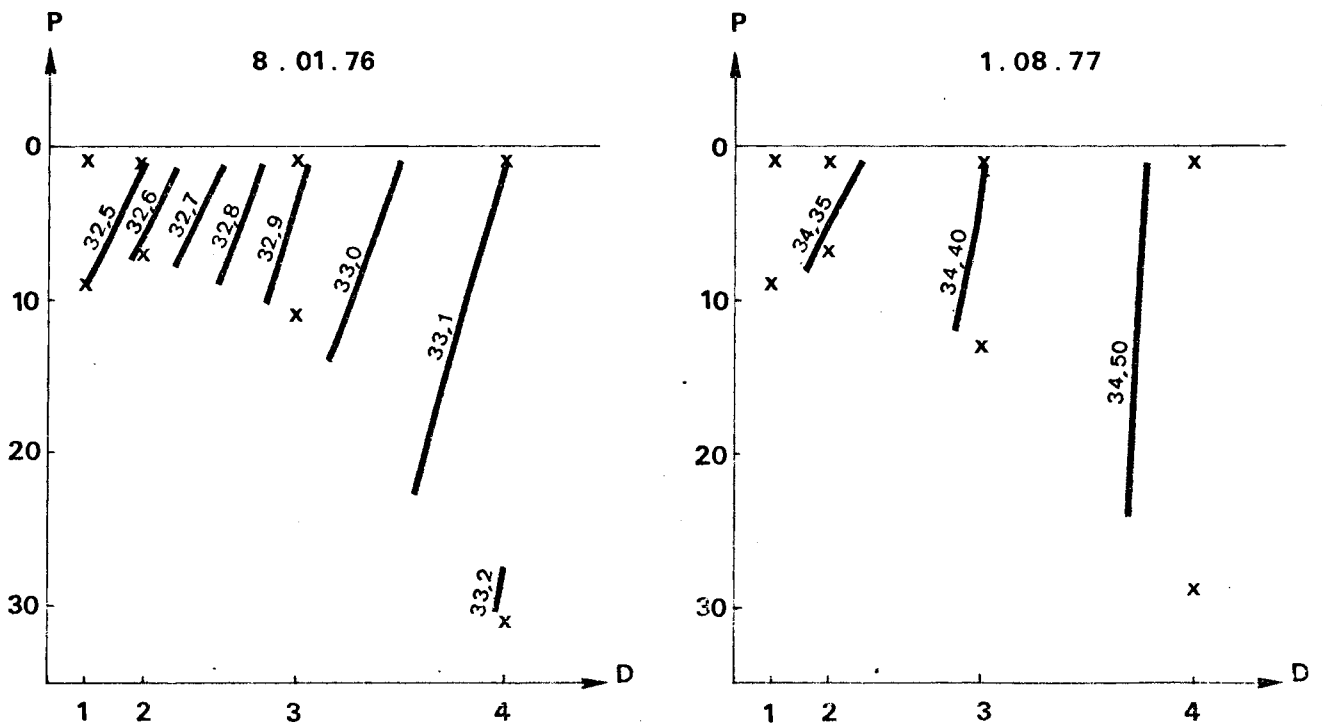 P
8 . 01 . 76
0
10
20
30
x x x x
32,5
32,6
32,7
32,8
32,9
33,0
33,1
33,2
x x x x
D
1 2 3 4
P
1 . 08 . 77
0
10
20
30
x x x x
34,35
34,40
34,50
x x x x
D
1 2 3 4